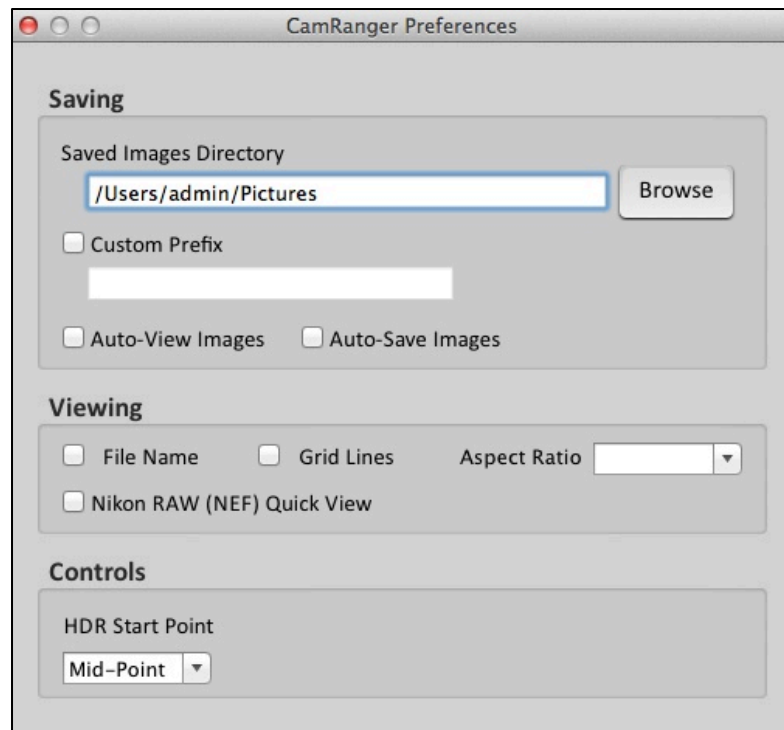 CamRanger Preferences
Saving
Saved Images Directory
/Users/admin/Pictures
Browse
Custom Prefix
Auto-View Images Auto-Save Images
Viewing
File Name Grid Lines Aspect Ratio
Nikon RAW (NEF) Quick View
Controls
HDR Start Point
Mid-Point